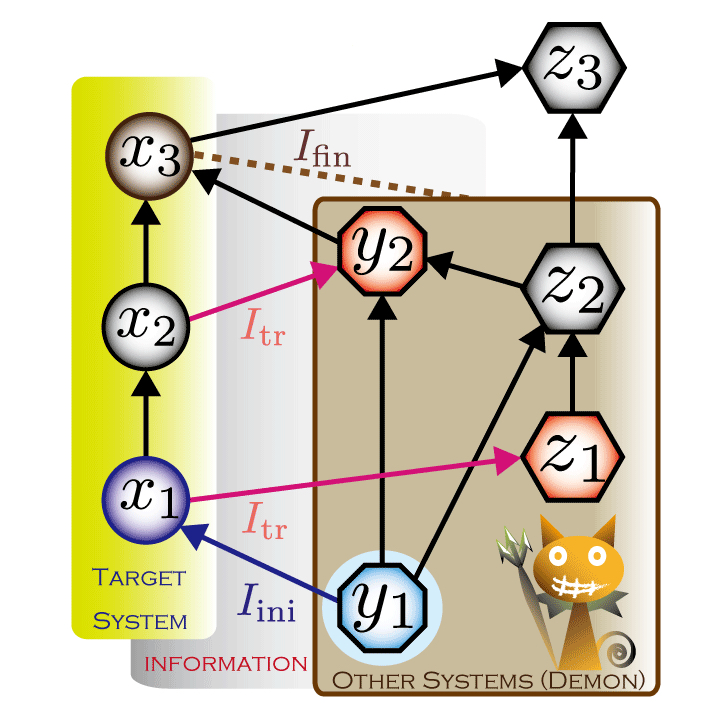 z3
x3
Ifin
y2
z2
x2
Itr
z1
x1
Itr
TARGET
SYSTEM
Iini
y1
INFORMATION
OTHER SYSTEMS (DEMON)